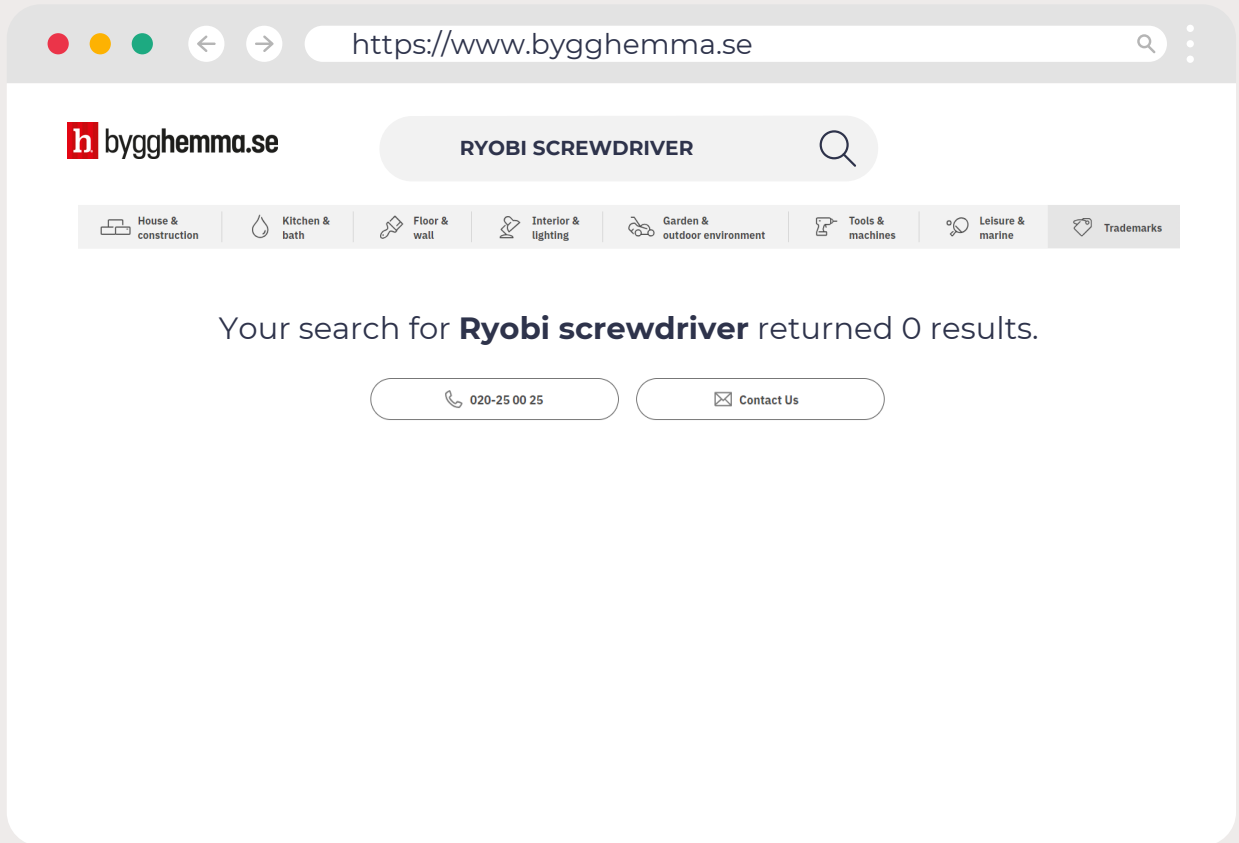 https://www.bygghemma.se
h bygghemma.se
RYOBI SCREWDRIVER
House &
construction
Kitchen &
bath
Floor &
wall
Interior &
lighting
Garden &
outdoor environment
Tools &
machines
Leisure &
marine
Trademarks
Your search for Ryobi screwdriver returned 0 results.
020-25 00 25
Contact Us